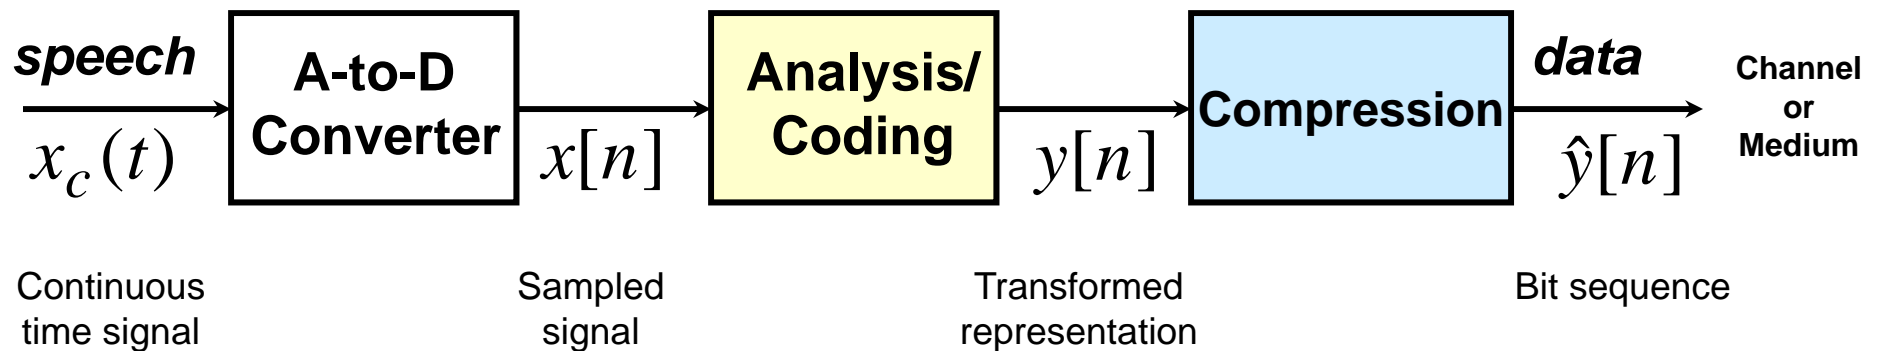 speech
x_c(t)
A-to-D
Converter
x[n]
Analysis/
Coding
y[n]
Compression
data
ŷ[n]
Channel
or
Medium
Continuous
time signal
Sampled
signal
Transformed
representation
Bit sequence